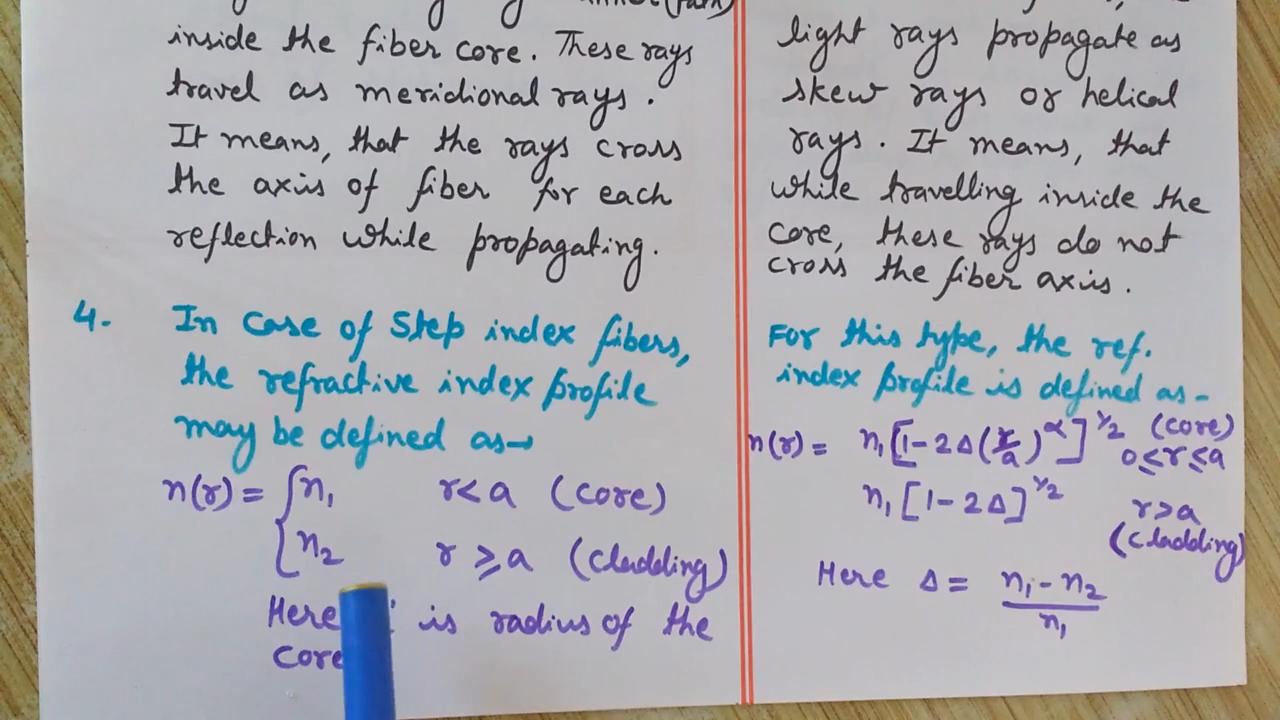 inside the fiber core. These rays
travel as meridional rays.
It means, that the rays cross
the axis of fiber for each
reflection while propagating.
4. In case of Step index fibers,
the refractive index profile
may be defined as→
n(r) = { n₁ r < a (core)
n₂ r ⩾ a (cladding)
Here is radius of the
core
light rays propagate as
skew rays or helical
rays. It means, that
while travelling inside the
core, these rays do not
cross the fiber axis.
For this type, the ref.
index profile is defined as -
n(r) = n₁[1-2Δ(r/a)^α]^1/2 (core) 0≤r≤a
n₁[1-2Δ]^1/2 r>a
(cladding)
Here Δ = (n₁ - n₂)/n₁